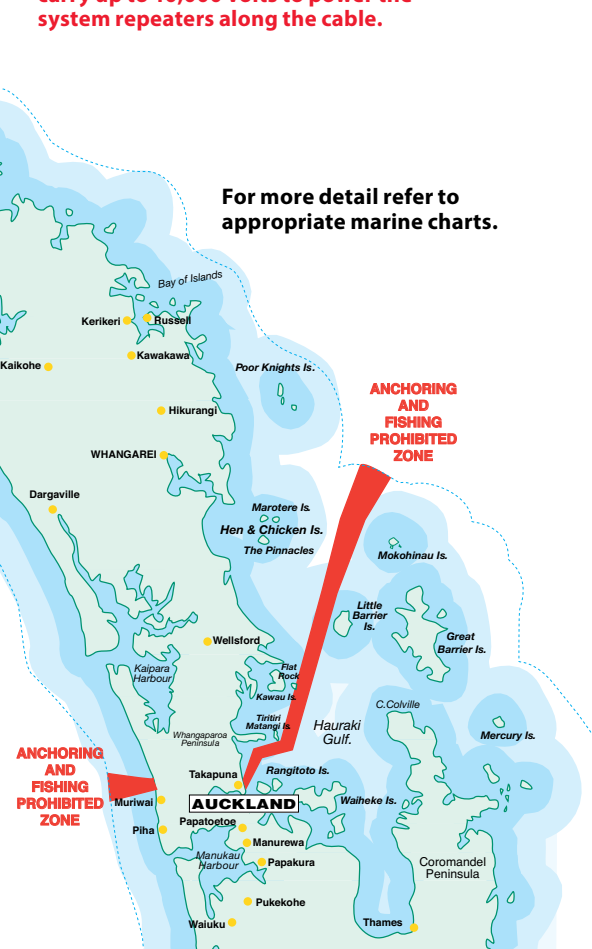 system repeaters along the cable.
For more detail refer to
appropriate marine charts.
Bay of Islands
Kerikeri
Russell
Kawakawa
Kaikohe
Poor Knights Is.
ANCHORING
AND
FISHING
PROHIBITED
ZONE
Hikurangi
WHANGAREI
Dargaville
Marotere Is.
Hen & Chicken Is.
The Pinnacles
Mokohinau Is.
Little
Barrier
Is.
Great
Barrier Is.
Wellsford
Kaipara
Harbour
Flat
Rock
Kawau Is.
C.Colville
Tiritiri
Matangi Is.
Hauraki
Gulf.
Mercury Is.
Whangaparoa
Peninsula
ANCHORING
AND
FISHING
PROHIBITED
ZONE
Takapuna
Rangitoto Is.
Muriwai
AUCKLAND
Waiheke Is.
Piha
Papatoetoe
Manurewa
Manukau
Harbour
Papakura
Coromandel
Peninsula
Pukekohe
Waiuku
Thames